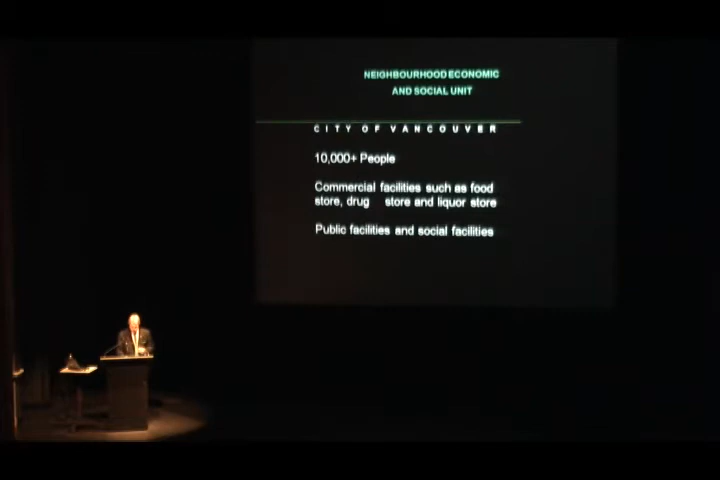 NEIGHBOURHOOD ECONOMIC
AND SOCIAL UNIT
CITY OF VANCOUVER
10,000+ People
Commercial facilities such as food
store, drug store and liquor store
Public facilities and social facilities